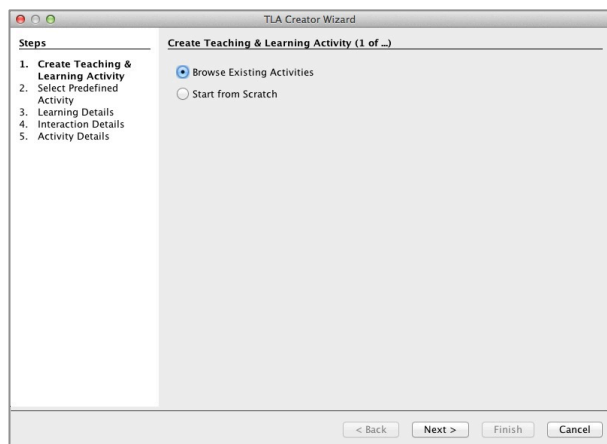 TLA Creator Wizard
Steps
1. Create Teaching &
Learning Activity
2. Select Predefined
Activity
3. Learning Details
4. Interaction Details
5. Activity Details
Create Teaching & Learning Activity (1 of ...)
Browse Existing Activities
Start from Scratch
< Back
Next >
Finish
Cancel